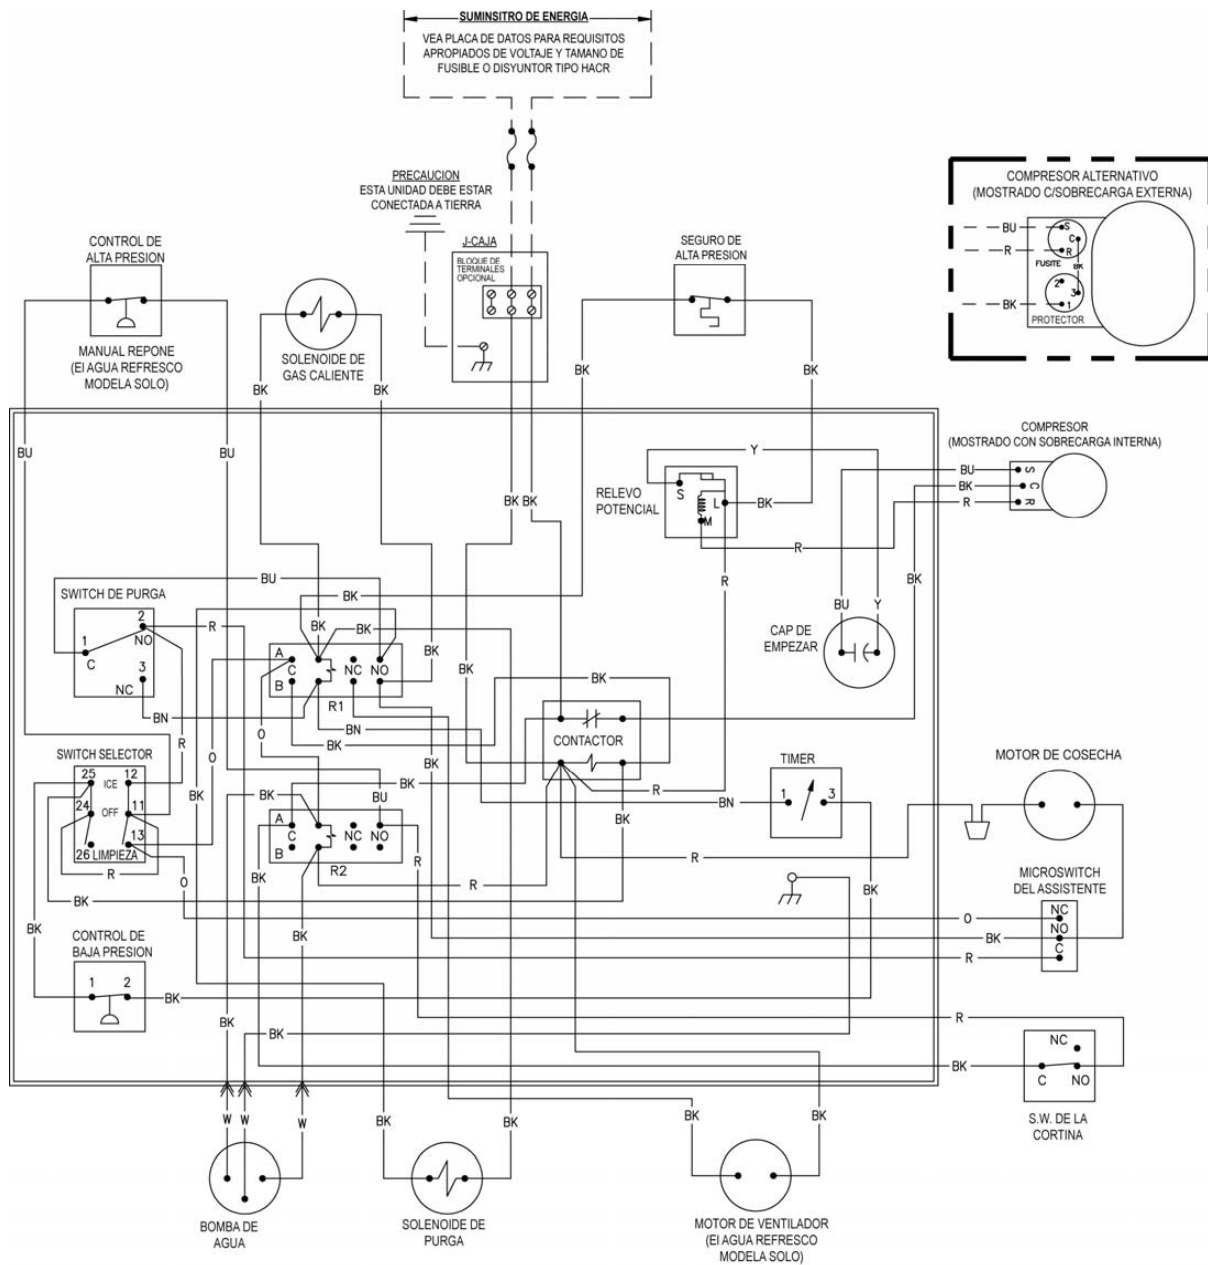 SUMINSITRO DE ENERGIA
VEA PLACA DE DATOS PARA REQUISITOS
APROPIADOS DE VOLTAJE Y TAMANO DE
FUSIBLE O DISYUNTOR TIPO HACR
PRECAUCION
ESTA UNIDAD DEBE ESTAR
CONECTADA A TIERRA
J-CAJA
BLOQUE DE
TERMINALES
OPCIONAL
COMPRESOR ALTERNATIVO
(MOSTRADO C/SOBRECARGA EXTERNA)
BU
R
BK
S
C
R
FUSITE
BK
2
3
1
PROTECTOR
CONTROL DE
ALTA PRESION
MANUAL REPONE
(El AGUA REFRESCO
MODELA SOLO)
SOLENOIDE DE
GAS CALIENTE
SEGURO DE
ALTA PRESION
BK
BK
BK
BK
BU
BU
COMPRESOR
(MOSTRADO CON SOBRECARGA INTERNA)
BU
BK
R
S
C
R
RELEVO
POTENCIAL
S
L
M
Y
BK
R
R
BK
BK BK
BU
Y
CAP DE
EMPEZAR
SWITCH DE PURGA
1
C
2
NO
3
NC
BU
R
BN
BK
BK
BK
BK
BK
A
C
B
NC
NO
R1
BN
BK
BK
BK
CONTACTOR
O
O
R
BK
BK
BU
BK
R
BK
SWITCH SELECTOR
25
ICE
12
24
OFF
11
13
26 LIMPIEZA
R
O
BK
A
C
B
NC
NO
R2
R
BK
R
TIMER
1
3
BN
BK
R
MOTOR DE COSECHA
MICROSWITCH
DEL ASSISTENTE
NC
NO
C
O
BK
R
CONTROL DE
BAJA PRESION
1
2
BK
BK
BK
BK
BK
R
BK
NC
C
NO
S.W. DE LA
CORTINA
W
W
W
BK
BK
BK
BK
BOMBA DE
AGUA
SOLENOIDE DE
PURGA
MOTOR DE VENTILADOR
(El AGUA REFRESCO
MODELA SOLO)